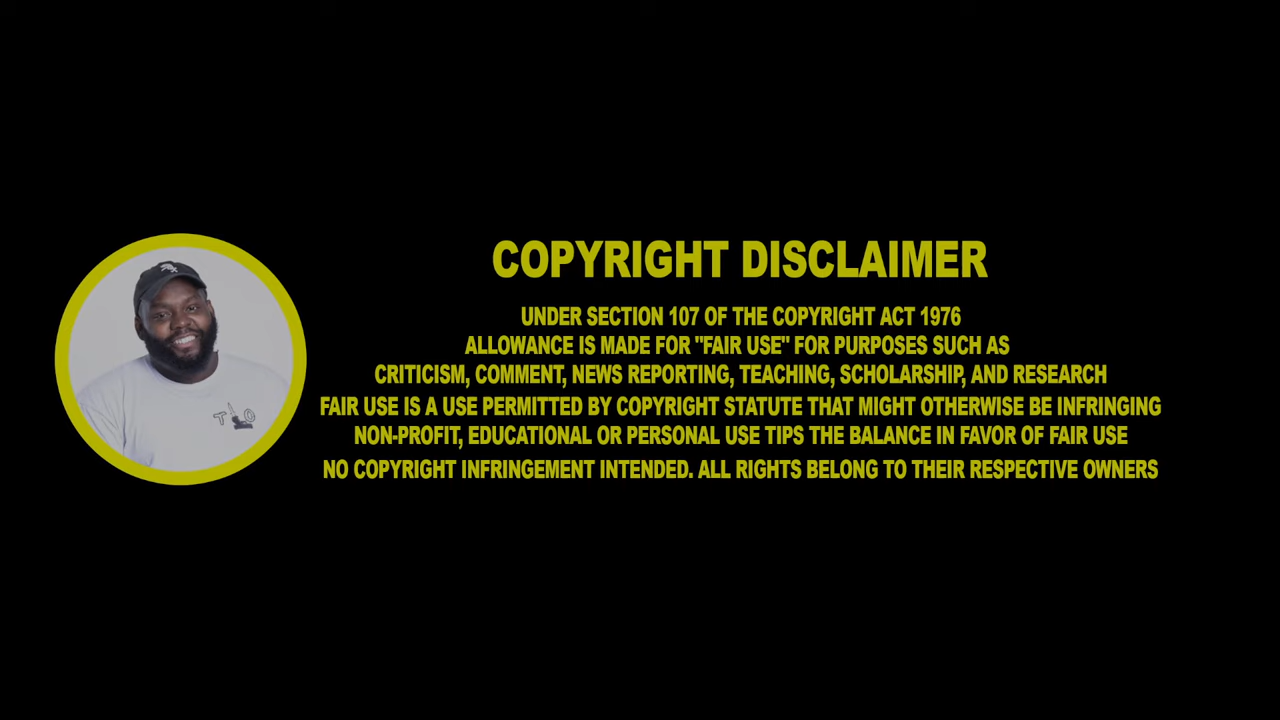 COPYRIGHT DISCLAIMER
UNDER SECTION 107 OF THE COPYRIGHT ACT 1976
ALLOWANCE IS MADE FOR "FAIR USE" FOR PURPOSES SUCH AS
CRITICISM, COMMENT, NEWS REPORTING, TEACHING, SCHOLARSHIP, AND RESEARCH
FAIR USE IS A USE PERMITTED BY COPYRIGHT STATUTE THAT MIGHT OTHERWISE BE INFRINGING
NON-PROFIT, EDUCATIONAL OR PERSONAL USE TIPS THE BALANCE IN FAVOR OF FAIR USE
NO COPYRIGHT INFRINGEMENT INTENDED. ALL RIGHTS BELONG TO THEIR RESPECTIVE OWNERS